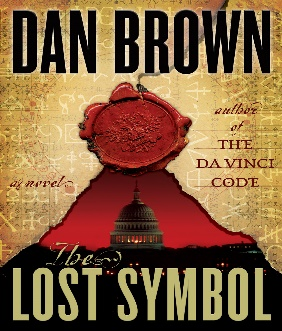 DAN BROWN
author
of
THE
DA VINCI
CODE
a novel
The
LOST SYMBOL